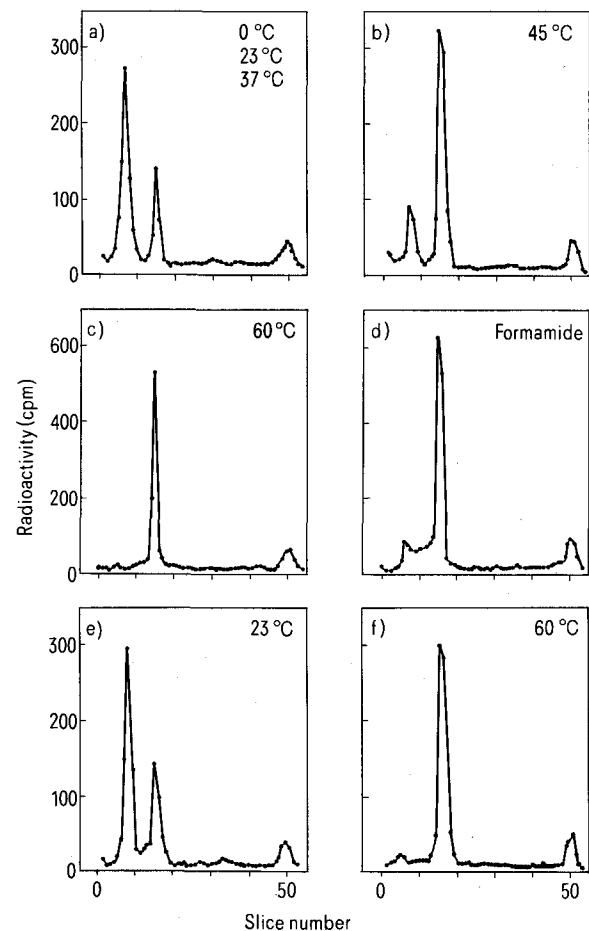 a) 0 °C
23 °C
37 °C
300
200
100
0
b) 45 °C
c) 60 °C
600
400
200
0
d) Formamide
Radioactivity (cpm)
e) 23 °C
300
200
100
0
f) 60 °C
0 50 0 50
Slice number